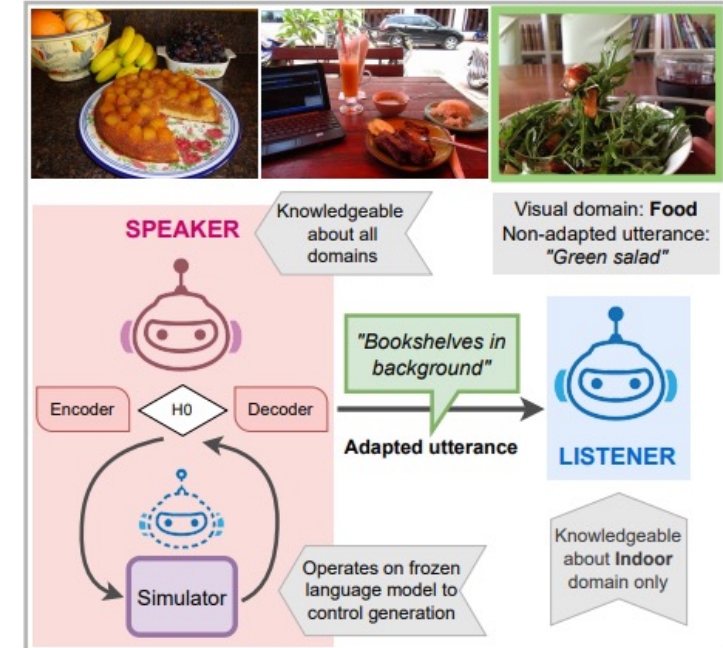 SPEAKER
Knowledgeable
about all
domains
Visual domain: Food
Non-adapted utterance:
"Green salad"
"Bookshelves in
background"
Encoder
H0
Decoder
Adapted utterance
LISTENER
Simulator
Operates on frozen
language model to
control generation
Knowledgeable
about Indoor
domain only